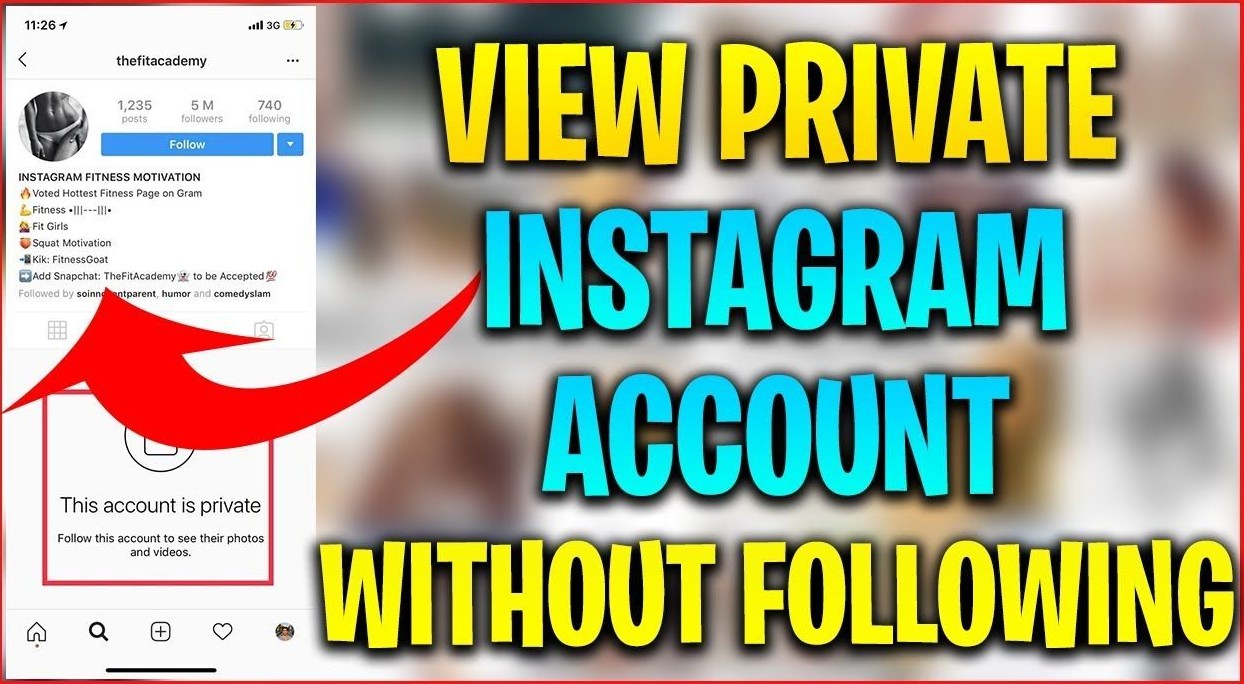 11:26
3G
thefitacademy
1,235 5 M 740
posts followers following
Follow
INSTAGRAM FITNESS MOTIVATION
🔥Voted Hottest Fitness Page on Gram
💪Fitness •|||---|||•
🙋‍♀️Fit Girls
🍑Squat Motivation
📲Kik: FitnessGoat
➡️Add Snapchat: TheFitAcademy👻 to be Accepted💯
Followed by humor and comedyslam
This account is private
Follow this account to see their photos
and videos.
VIEW PRIVATE
INSTAGRAM
ACCOUNT
WITHOUT FOLLOWING